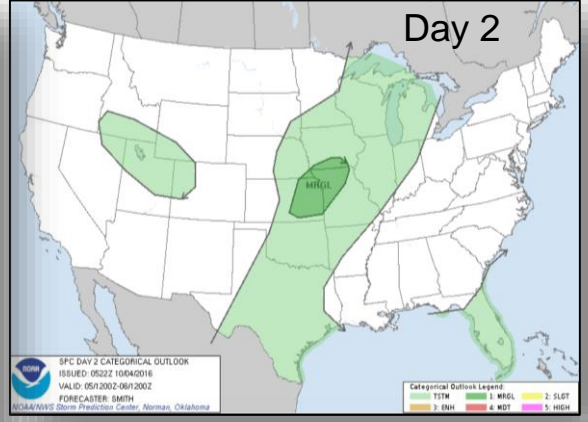 Day 2
MRGL
NOAA
SPC DAY 2 CATEGORICAL OUTLOOK
ISSUED: 0522Z 10/04/2016
VALID: 05/1200Z-06/1200Z
FORECASTER: SMITH
NOAA/NWS Storm Prediction Center, Norman, Oklahoma
Categorical Outlook Legend:
TSTM 1: MRGL 2: SLGT
3: ENH 4: MDT 5: HIGH